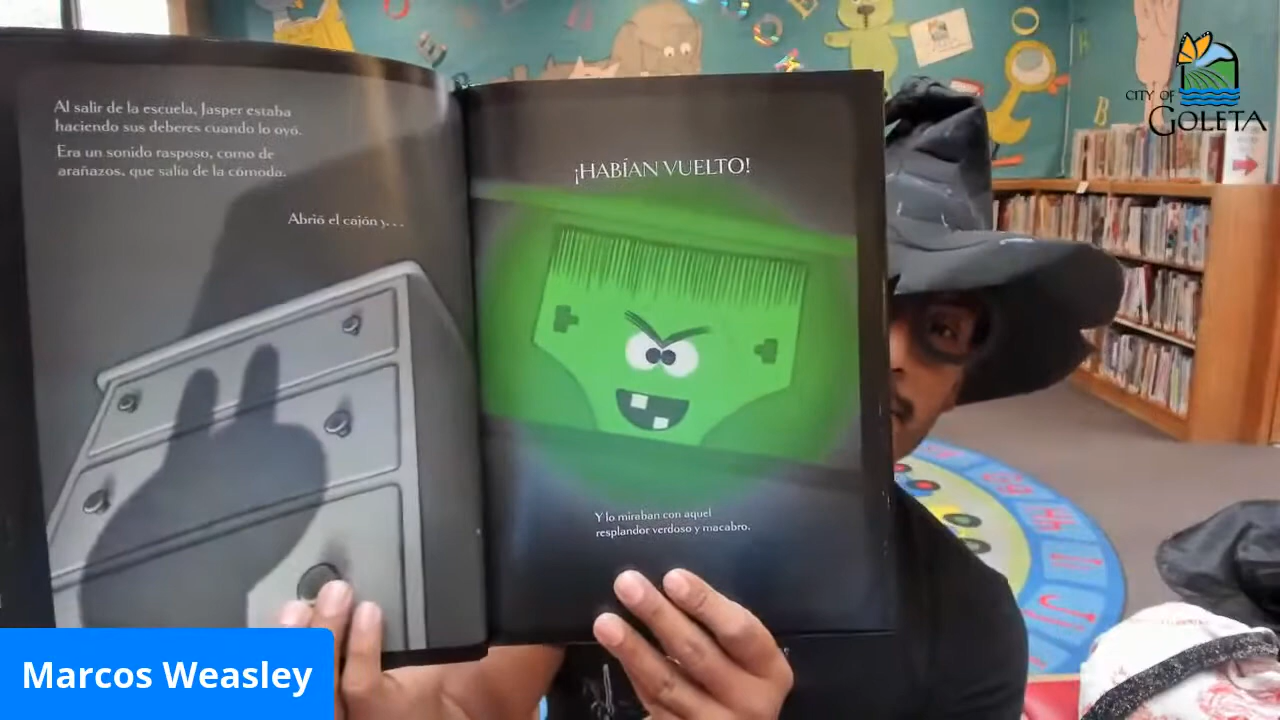 Al salir de la escuela, Jasper estaba
haciendo sus deberes cuando lo oyó.
Era un sonido rasposo, como de
arañazos, que salía de la cómoda.
Abrió el cajón y...
¡HABÍAN VUELTO!
Y lo miraban con aquel
resplandor verdoso y macabro.
CITY OF
GOLETA
Marcos Weasley